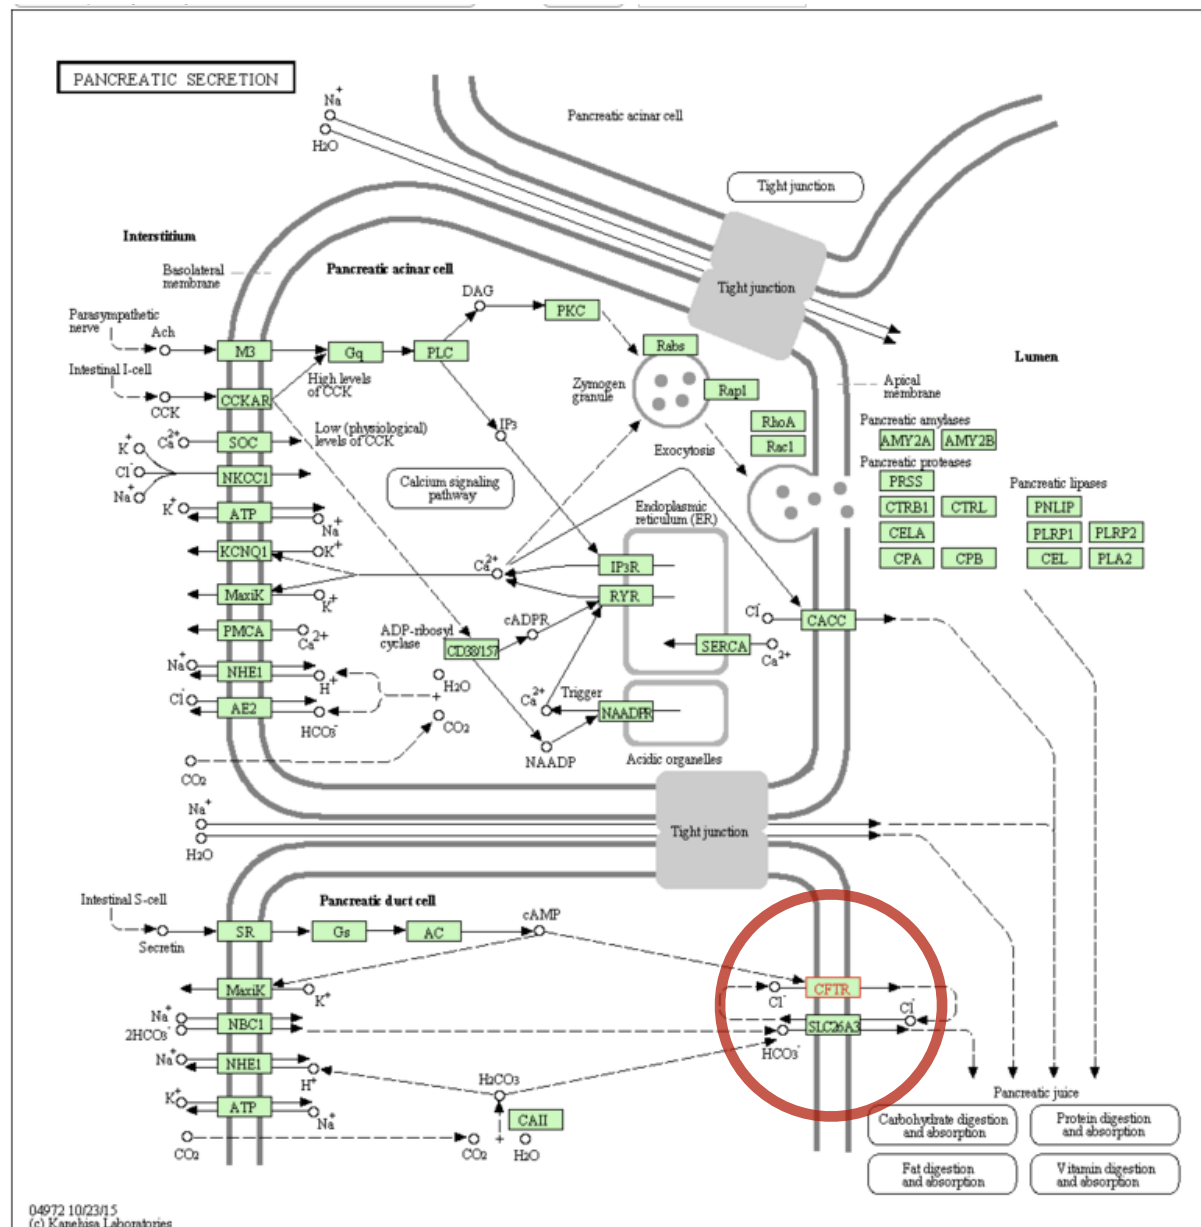 PANCREATIC SECRETION
Na+
H2O
Pancreatic acinar cell
Tight junction
Interstitium
Basolateral
membrane
Pancreatic acinar cell
Tight junction
DAG
PKC
Parasympathetic
nerve
Ach
M3
Gq
PLC
Rabs
Lumen
Intestinal I-cell
CCK
CCKAR
High levels
of CCK
Zymogen
granule
Rap1
Apical
membrane
Low (physiological)
levels of CCK
IP3
RhoA
Rac1
Exocytosis
Pancreatic amylases
AMY2A
AMY2B
Ca2+
SOC
K+
Cl-
Na+
NKCC1
Calcium signaling
pathway
Pancreatic proteases
PRSS
CTRB1
CTRL
CELA
CPA
CPB
Pancreatic lipases
PNLIP
PLRP1
PLRP2
CEL
PLA2
K+
ATP
Na+
Endoplasmic
reticulum (ER)
KCNQ1
K+
Ca2+
IP3R
RYR
MaxiK
K+
cADPR
Cl-
CACC
PMCA
Ca2+
ADP-ribosyl
cyclase
CD38/157
SERCA
Ca2+
Na+
NHE1
H+
H2O
Cl-
AE2
HCO3-
CO2
Ca2+
Trigger
NAADPR
NAADP
Acidic organelles
CO2
Na+
H2O
Tight junction
Intestinal S-cell
Pancreatic duct cell
Secretin
SR
Gs
AC
cAMP
MaxiK
K+
Cl-
CFTR
Na+
2HCO3-
NBC1
Cl-
SLC26A3
HCO3-
Na+
NHE1
H+
H2CO3
K+
ATP
Na+
CAII
CO2
CO2
H2O
Pancreatic juice
Carbohydrate digestion
and absorption
Protein digestion
and absorption
Fat digestion
and absorption
Vitamin digestion
and absorption
04972 10/23/15
(c) Kanehisa Laboratories